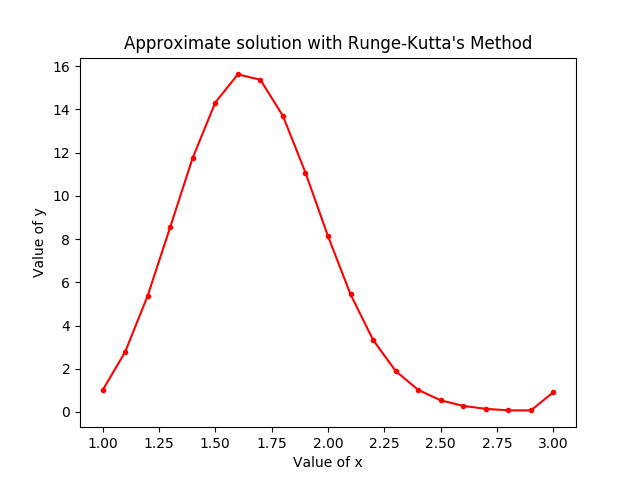 Approximate solution with Runge-Kutta's Method
16
14
12
10
8
6
4
2
0
Value of y
1.00 1.25 1.50 1.75 2.00 2.25 2.50 2.75 3.00
Value of x